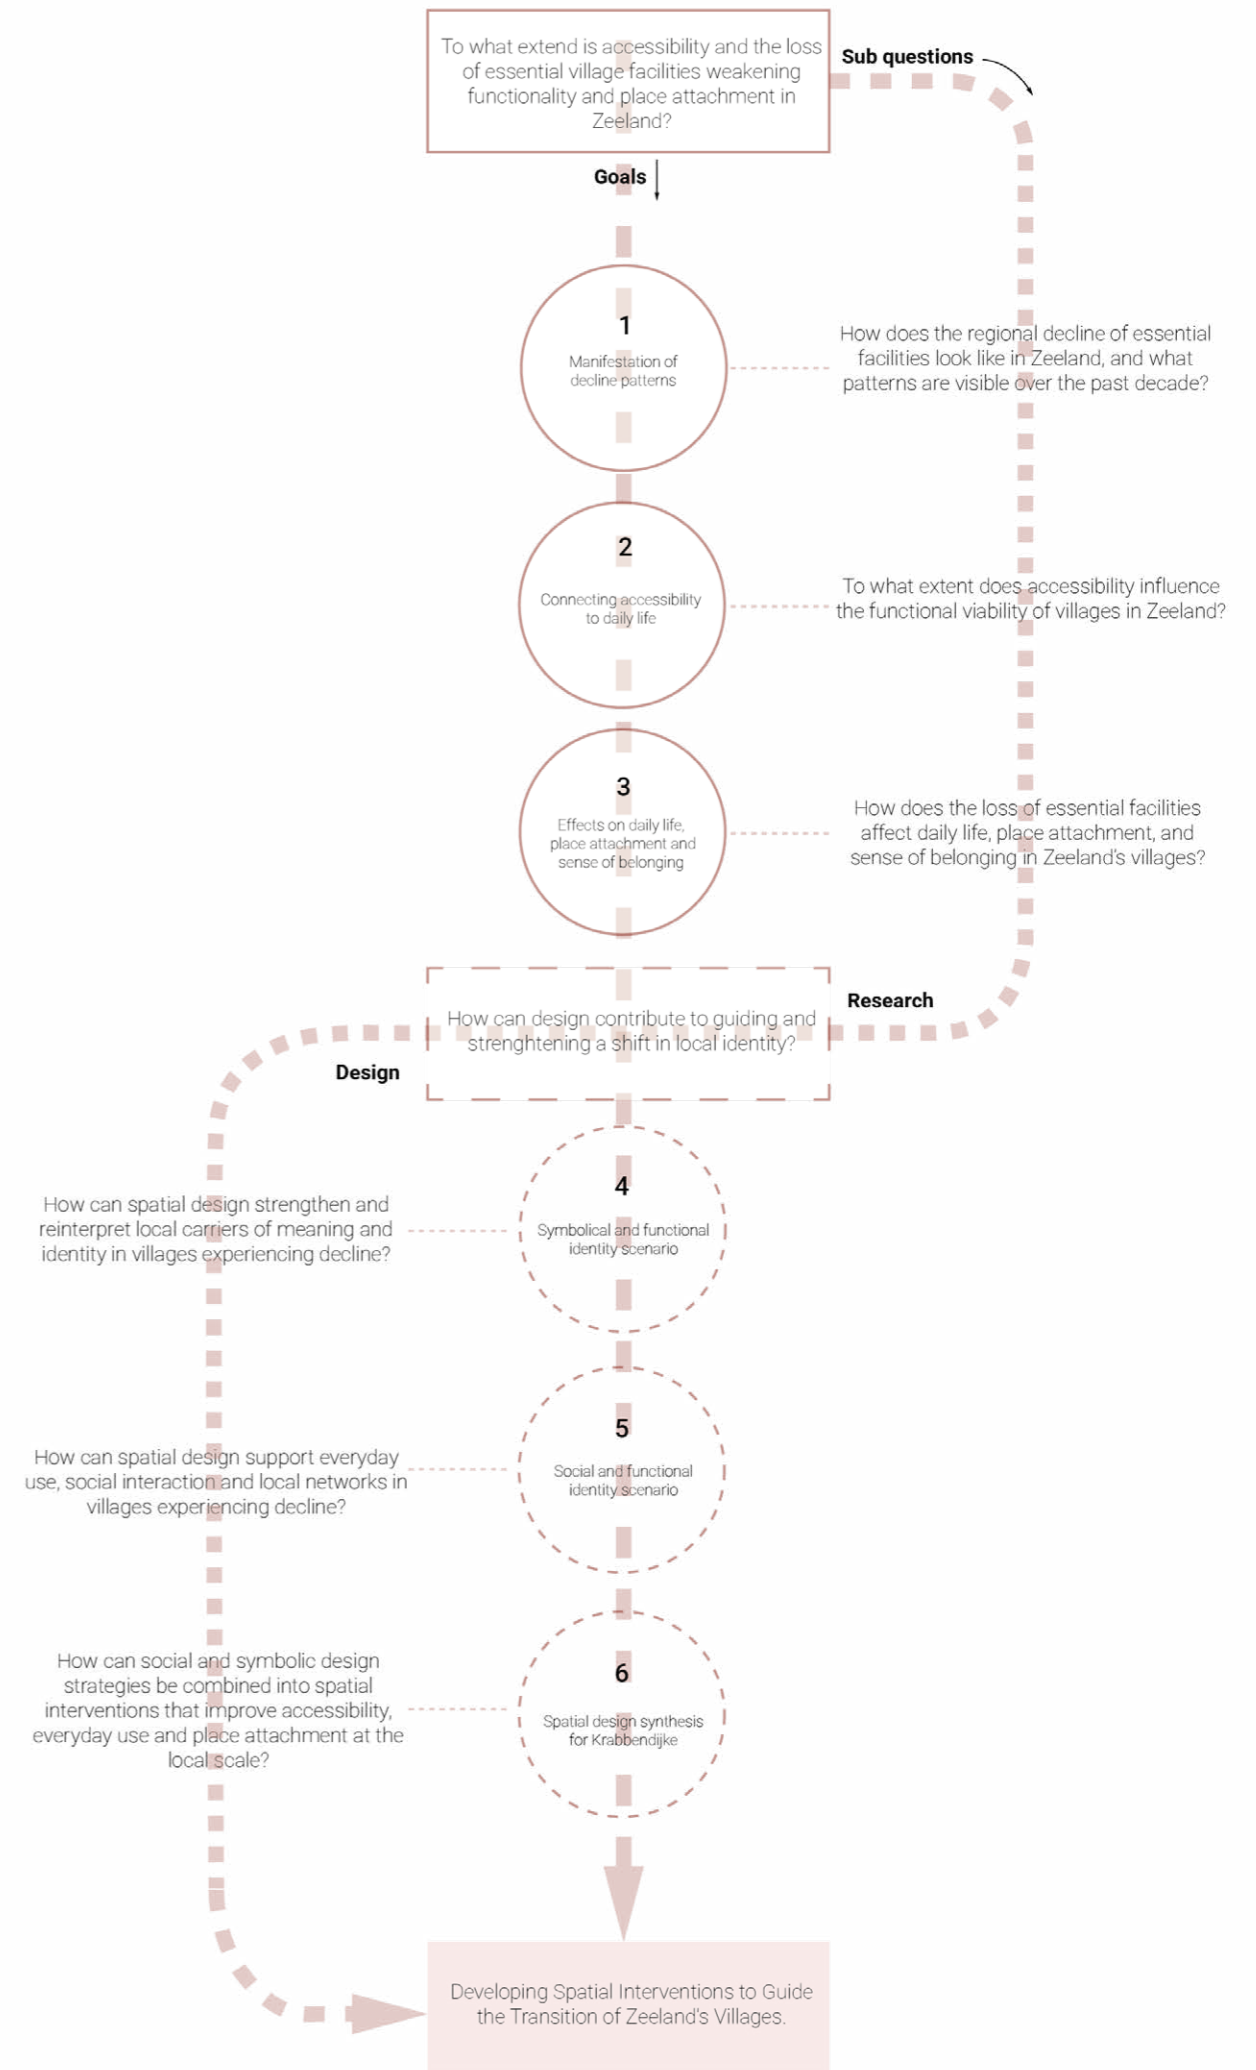 To what extend is accessibility and the loss
of essential village facilities weakening
functionality and place attachment in
Zeeland?
Sub questions
Goals
1
Manifestation of
decline patterns
How does the regional decline of essential
facilities look like in Zeeland, and what
patterns are visible over the past decade?
2
Connecting accessibility
to daily life
To what extent does accessibility influence
the functional viability of villages in Zeeland?
3
Effects on daily life,
place attachment and
sense of belonging
How does the loss of essential facilities
affect daily life, place attachment, and
sense of belonging in Zeeland's villages?
Research
How can design contribute to guiding and
strenghtening a shift in local identity?
Design
4
Symbolical and functional
identity scenario
How can spatial design strengthen and
reinterpret local carriers of meaning and
identity in villages experiencing decline?
5
Social and functional
identity scenario
How can spatial design support everyday
use, social interaction and local networks in
villages experiencing decline?
6
Spatial design synthesis
for Krabbendijke
How can social and symbolic design
strategies be combined into spatial
interventions that improve accessibility,
everyday use and place attachment at the
local scale?
Developing Spatial Interventions to Guide
the Transition of Zeeland's Villages.